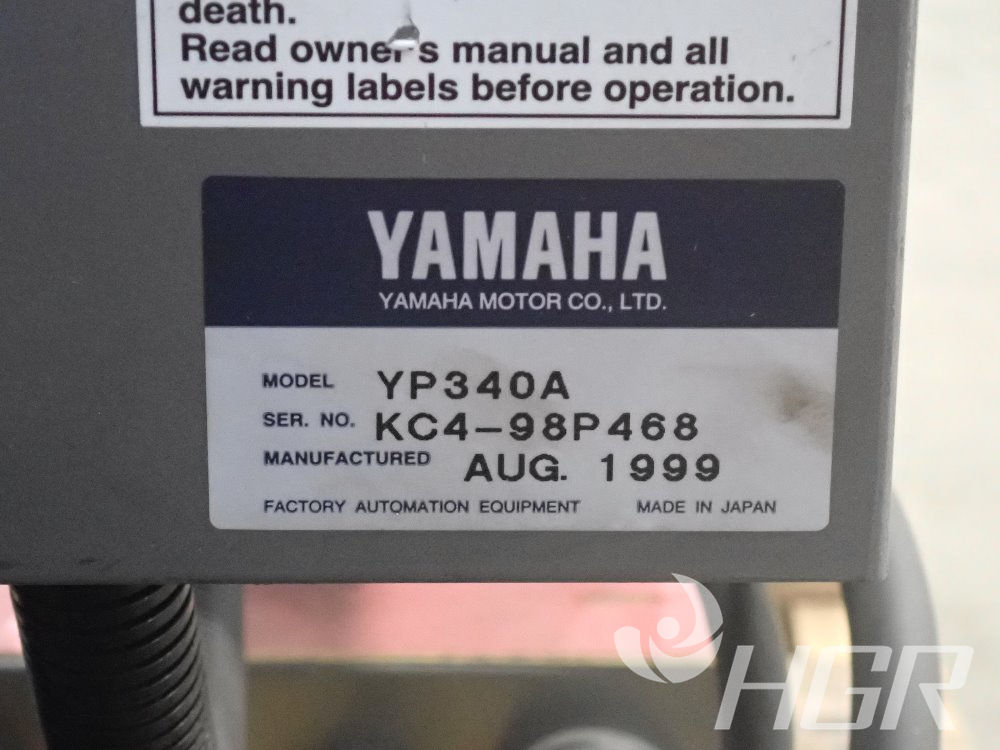 death.
Read owner's manual and all
warning labels before operation.
YAMAHA
YAMAHA MOTOR CO., LTD.
MODEL YP340A
SER. NO. KC4-98P468
MANUFACTURED AUG. 1999
FACTORY AUTOMATION EQUIPMENT MADE IN JAPAN
HGR